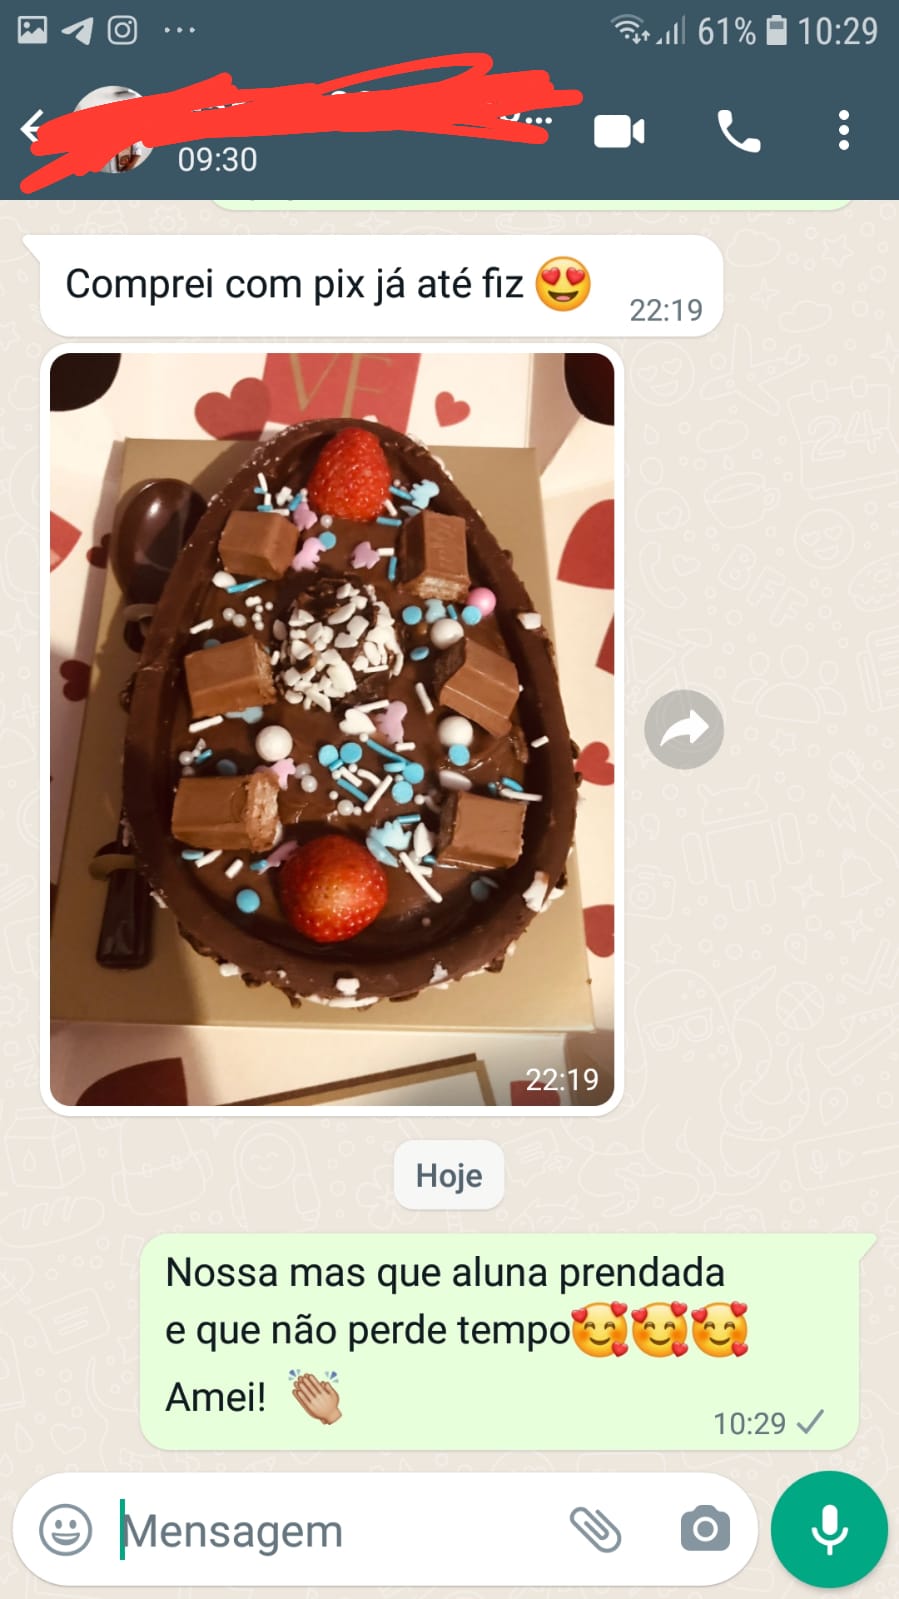 61% 10:29
09:30
Comprei com pix já até fiz 😍
22:19
VE
22:19
Hoje
Nossa mas que aluna prendada
e que não perde tempo🥰🥰🥰
Amei! 👏🏼
10:29
Mensagem